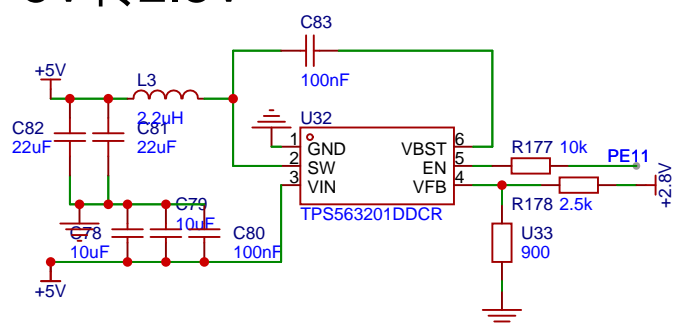 C83
100nF
+5V
L3
2.2uH
C82
22uF
C81
22uF
U32
1 GND
2 SW
3 VIN
VBST 6
EN 5
VFB 4
TPS563201DDCR
R177 10k
PE11
R178 2.5k
+2.8V
U33
900
C79
10uF
C78
10uF
C80
100nF
+5V